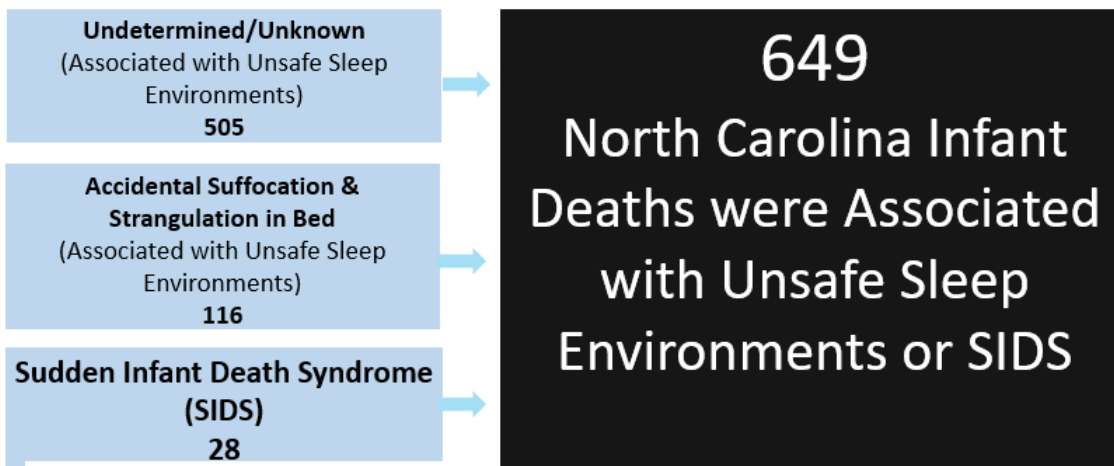 Undetermined/Unknown
(Associated with Unsafe Sleep
Environments)
505
Accidental Suffocation &
Strangulation in Bed
(Associated with Unsafe Sleep
Environments)
116
Sudden Infant Death Syndrome
(SIDS)
28
649
North Carolina Infant
Deaths were Associated
with Unsafe Sleep
Environments or SIDS